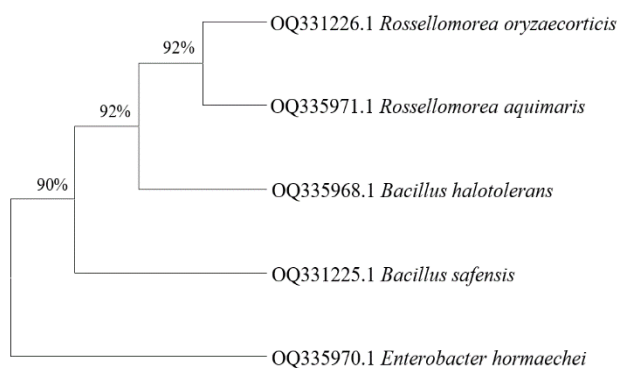 OQ331226.1 Rossellomorea oryzaecorticis
92%
OQ335971.1 Rossellomorea aquimaris
92%
OQ335968.1 Bacillus halotolerans
90%
OQ331225.1 Bacillus safensis
OQ335970.1 Enterobacter hormaechei